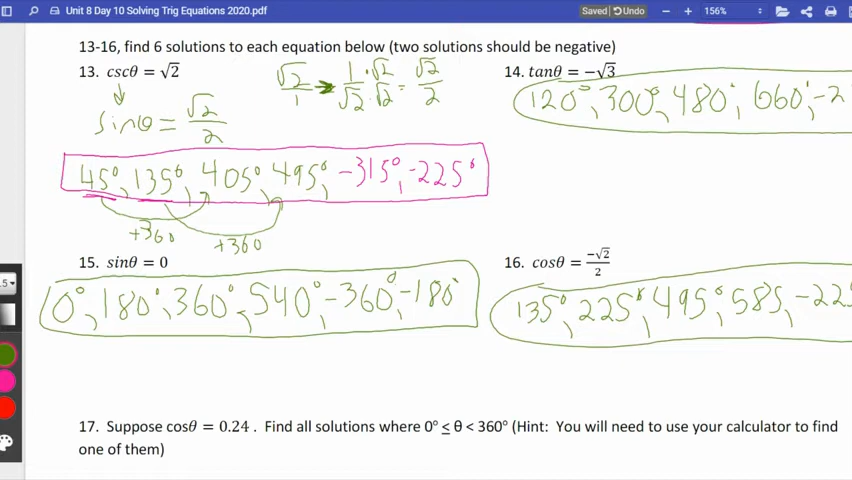 Unit 8 Day 10 Solving Trig Equations 2020.pdf
Saved Undo
156%
13-16, find 6 solutions to each equation below (two solutions should be negative)
13. cscθ = √2
√2/1 → 1/√2 · √2/√2 = √2/2
14. tanθ = −√3
120°, 300°, 480°, 660°, -2
sinθ = √2/2
45°, 135°, 405°, 495°, -315°, -225°
+360 +360
15. sinθ = 0
16. cosθ = −√2/2
0°, 180°, 360°, 540°, -360°, -180°
135°, 225°, 495°, 585, -225
17. Suppose cosθ = 0.24 . Find all solutions where 0° ≤ θ < 360° (Hint: You will need to use your calculator to find
one of them)
.5